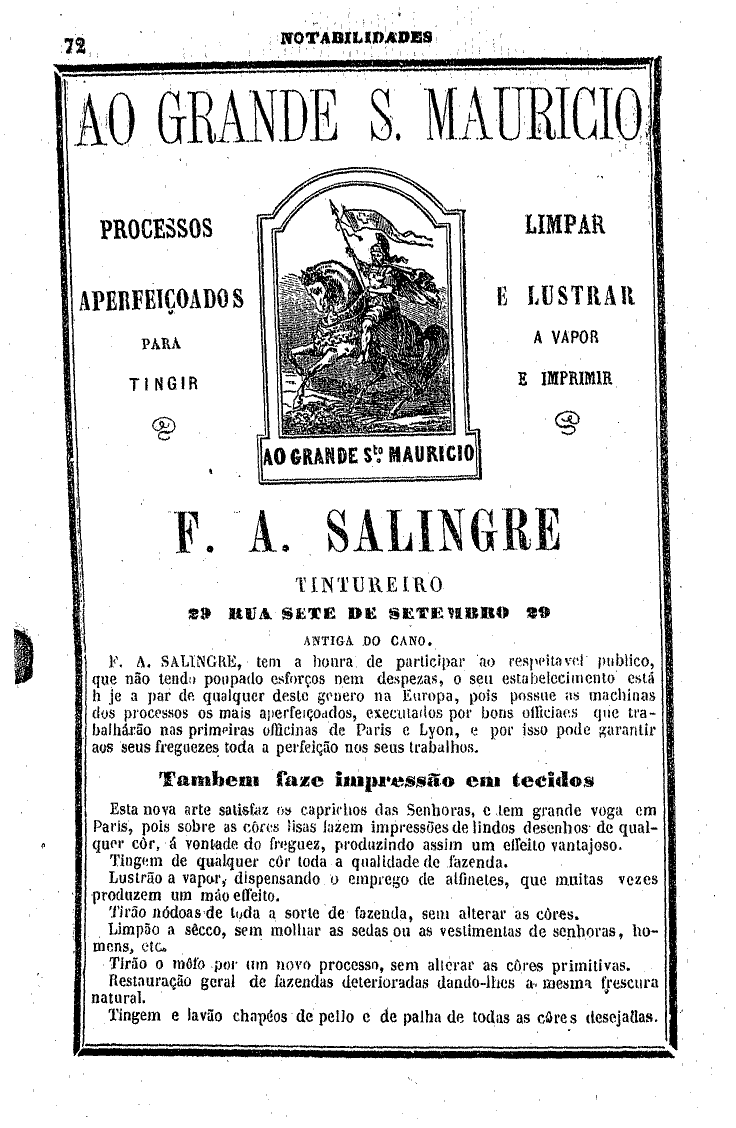 72
NOTABILIDADES
AO GRANDE S. MAURICIO
PROCESSOS
APERFEIÇOADOS
PARA
TINGIR
LIMPAR
E LUSTRAR
A VAPOR
E IMPRIMIR
AO GRANDE Sto. MAURICIO
F. A. SALINGRE
TINTUREIRO
29 RUA SETE DE SETEMBRO 29
ANTIGA DO CANO.
F. A. SALINGRE, tem a honra de participar ao respeitavel publico,
que não tendo poupado esforços nem despezas, o seu estabelecimento está
h je a par de qualquer deste genero na Europa, pois possue as machinas
dos processos os mais aperfeiçoados, executados por bons officiaes que tra-
balhárão nas primeiras officinas de Paris e Lyon, e por isso pode garantir
aos seus freguezes toda a perfeição nos seus trabalhos.
Tambem faze impressão em tecidos
Esta nova arte satisfaz os caprichos das Senhoras, e tem grande voga em
Paris, pois sobre as côres lisas fazem impressões de lindos desenhos de qual-
quer côr, á vontade do freguez, produzindo assim um effeito vantajoso.
Tingem de qualquer côr toda a qualidade de fazenda.
Lustrão a vapor, dispensando o emprego de alfinetes, que muitas vezes
produzem um máo effeito.
Tirão nódoas de toda a sorte de fazenda, sem alterar as côres.
Limpão a sêcco, sem molhar as sedas ou as vestimentas de senhoras, ho-
mens, etc.
Tirão o môfo por um novo processo, sem alterar as côres primitivas.
Restauração geral de fazendas deterioradas dando-lhes a mesma frescura
natural.
Tingem e lavão chapéos de pello e de palha de todas as côres desejadas.